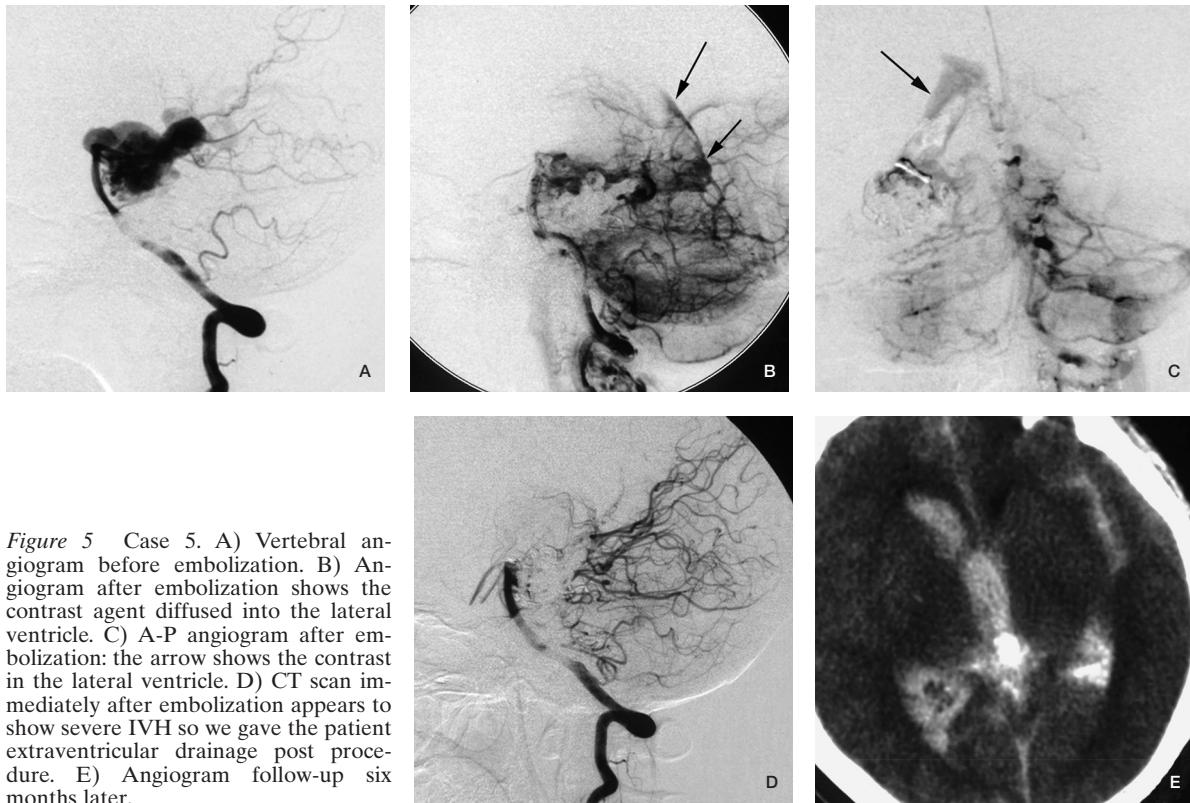 A
B
C
Figure 5 Case 5. A) Vertebral an-
giogram before embolization. B) An-
giogram after embolization shows the
contrast agent diffused into the lateral
ventricle. C) A-P angiogram after em-
bolization: the arrow shows the contrast
in the lateral ventricle. D) CT scan im-
mediately after embolization appears to
show severe IVH so we gave the patient
extraventricular drainage post proce-
dure. E) Angiogram follow-up six
months later.
D
E